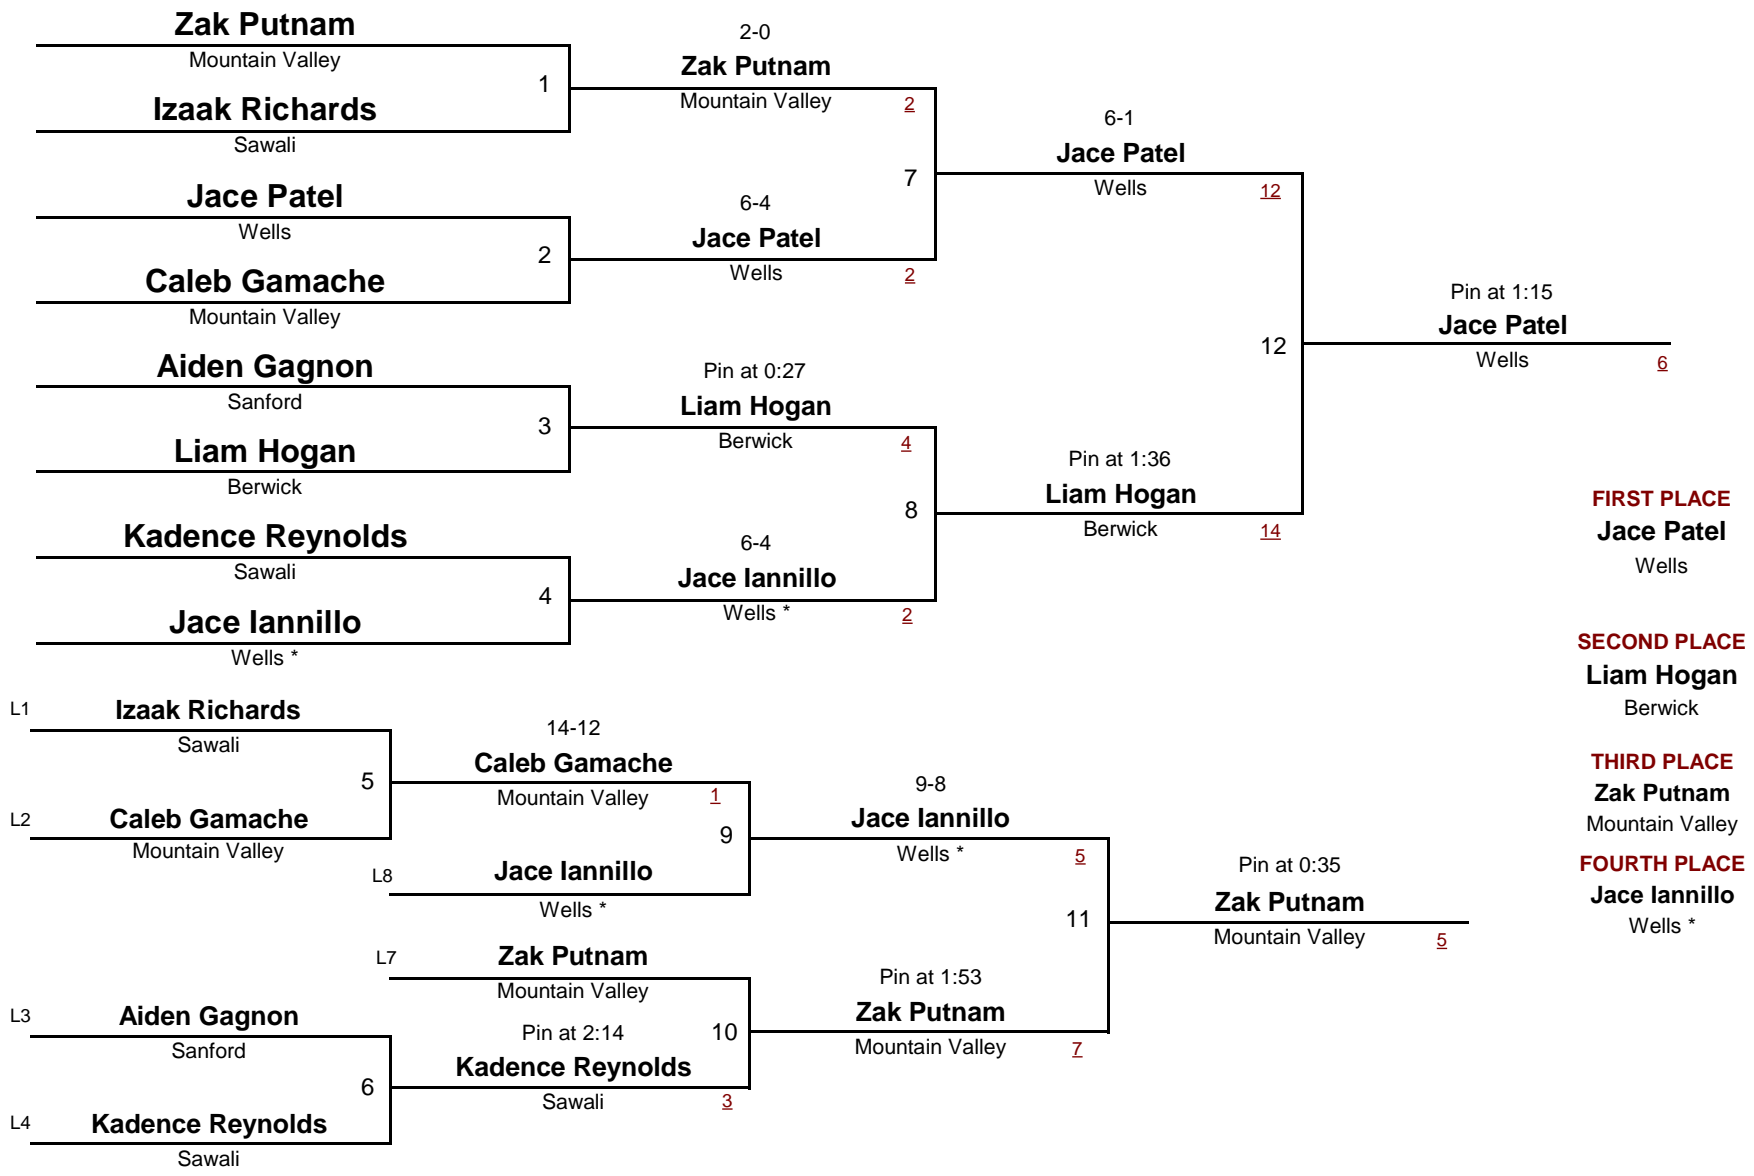 Zak Putnam
Mountain Valley
1
Izaak Richards
Sawali
2-0
Zak Putnam
Mountain Valley
2
Jace Patel
Wells
2
Caleb Gamache
Mountain Valley
6-4
Jace Patel
Wells
2
7
6-1
Jace Patel
Wells
12
Aiden Gagnon
Sanford
3
Liam Hogan
Berwick
Pin at 0:27
Liam Hogan
Berwick
4
Kadence Reynolds
Sawali
4
Jace Iannillo
Wells *
6-4
Jace Iannillo
Wells *
2
8
Pin at 1:36
Liam Hogan
Berwick
14
12
Pin at 1:15
Jace Patel
Wells
6
FIRST PLACE
Jace Patel
Wells
SECOND PLACE
Liam Hogan
Berwick
THIRD PLACE
Zak Putnam
Mountain Valley
FOURTH PLACE
Jace Iannillo
Wells *
L1
Izaak Richards
Sawali
5
L2
Caleb Gamache
Mountain Valley
14-12
Caleb Gamache
Mountain Valley
1
9
L8
Jace Iannillo
Wells *
9-8
Jace Iannillo
Wells *
5
L7
Zak Putnam
Mountain Valley
L3
Aiden Gagnon
Sanford
6
L4
Kadence Reynolds
Sawali
Pin at 2:14
Kadence Reynolds
Sawali
3
10
Pin at 1:53
Zak Putnam
Mountain Valley
7
11
Pin at 0:35
Zak Putnam
Mountain Valley
5